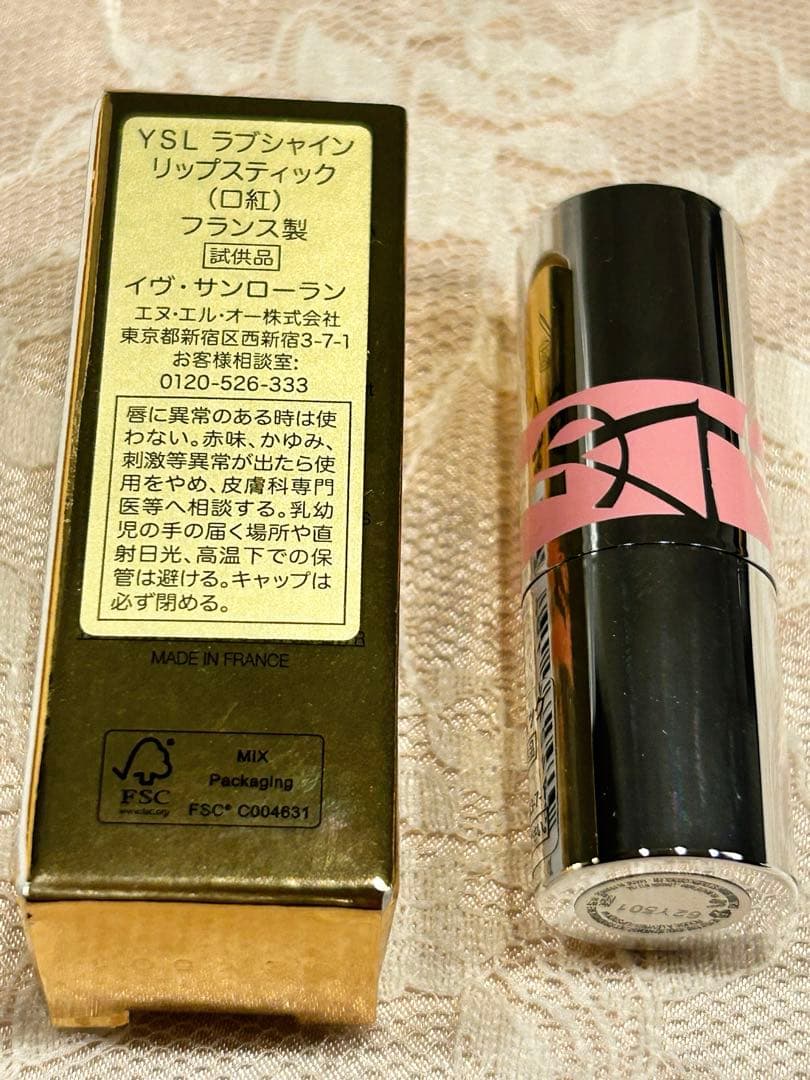 YSL ラブシャイン
リップスティック
(口紅)
フランス製
試供品
イヴ・サンローラン
エヌ・エル・オー株式会社
東京都新宿区西新宿3-7-1
お客様相談室:
0120-526-333
唇に異常のある時は使
わない。赤味、かゆみ、
刺激等異常が出たら使
用をやめ、皮膚科専門
医等へ相談する。乳幼
児の手の届く場所や直
射日光、高温下での保
管は避ける。キャップは
必ず閉める。
MADE IN FRANCE
FSC
www.fsc.org
MIX
Packaging
FSC® C004631
62Y501